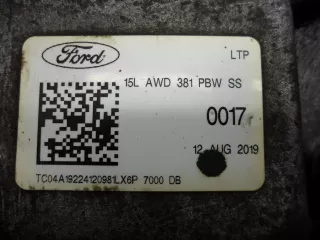 Ford
LTP
15L AWD 381 PBW SS
0017
12 AUG 2019
TC04A19224120981LX6P 7000 DB